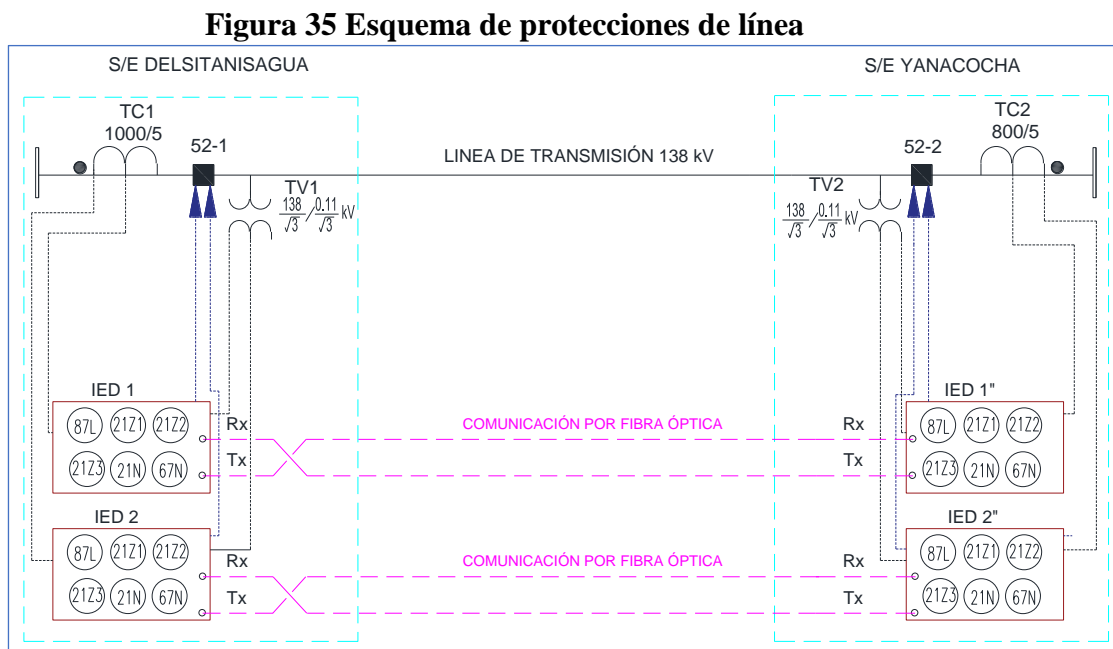 Figura 35 Esquema de protecciones de línea
S/E DELSITANISAGUA
S/E YANACOCHA
TC1
1000/5
52-1
LINEA DE TRANSMISIÓN 138 kV
52-2
TC2
800/5
TV1
138/√3 / 0.11/√3 kV
TV2
138/√3 / 0.11/√3 kV
IED 1
87L 21Z1 21Z2
21Z3 21N 67N
Rx
Tx
COMUNICACIÓN POR FIBRA ÓPTICA
Rx
Tx
IED 1"
87L 21Z1 21Z2
21Z3 21N 67N
IED 2
87L 21Z1 21Z2
21Z3 21N 67N
Rx
Tx
COMUNICACIÓN POR FIBRA ÓPTICA
Rx
Tx
IED 2"
87L 21Z1 21Z2
21Z3 21N 67N